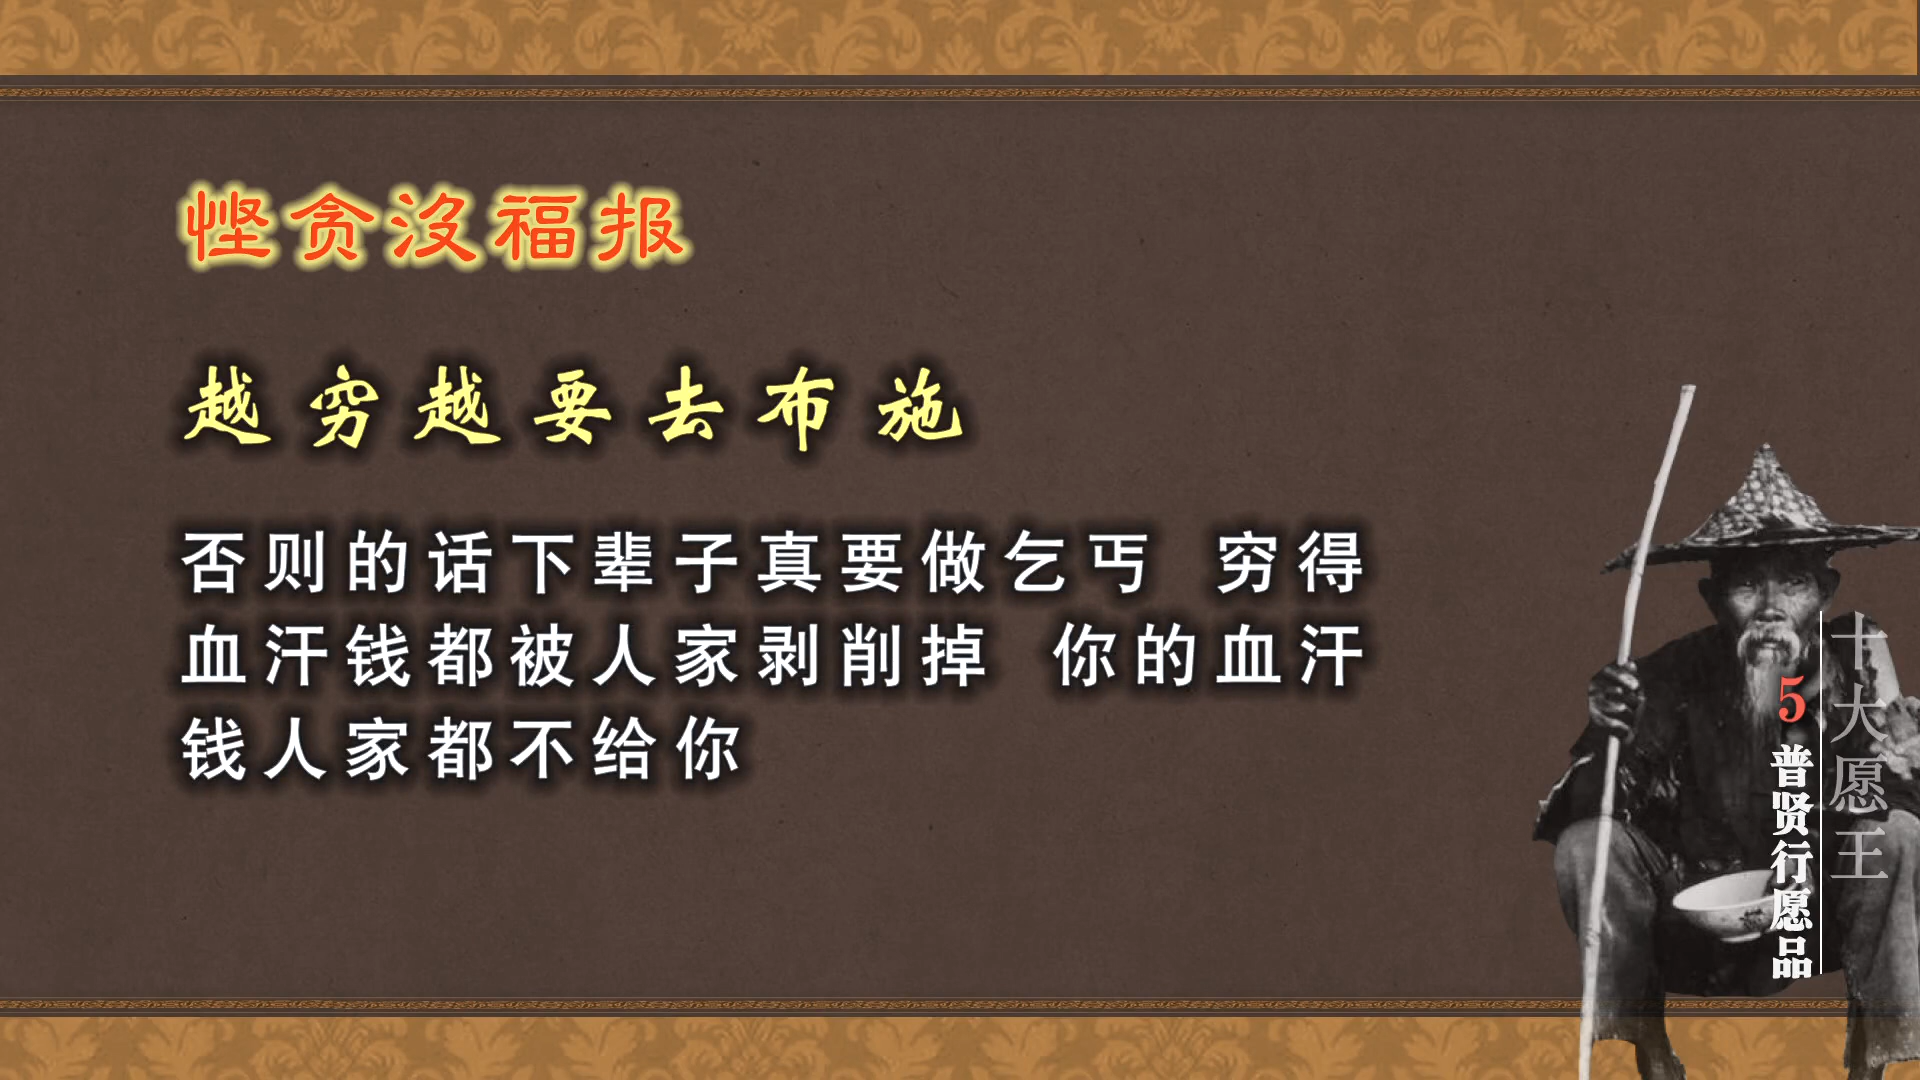 悭贪没福报
越穷越要去布施
否则的话下辈子真要做乞丐 穷得
血汗钱都被人家剥削掉 你的血汗
钱人家都不给你
十大愿王
5 普贤行愿品